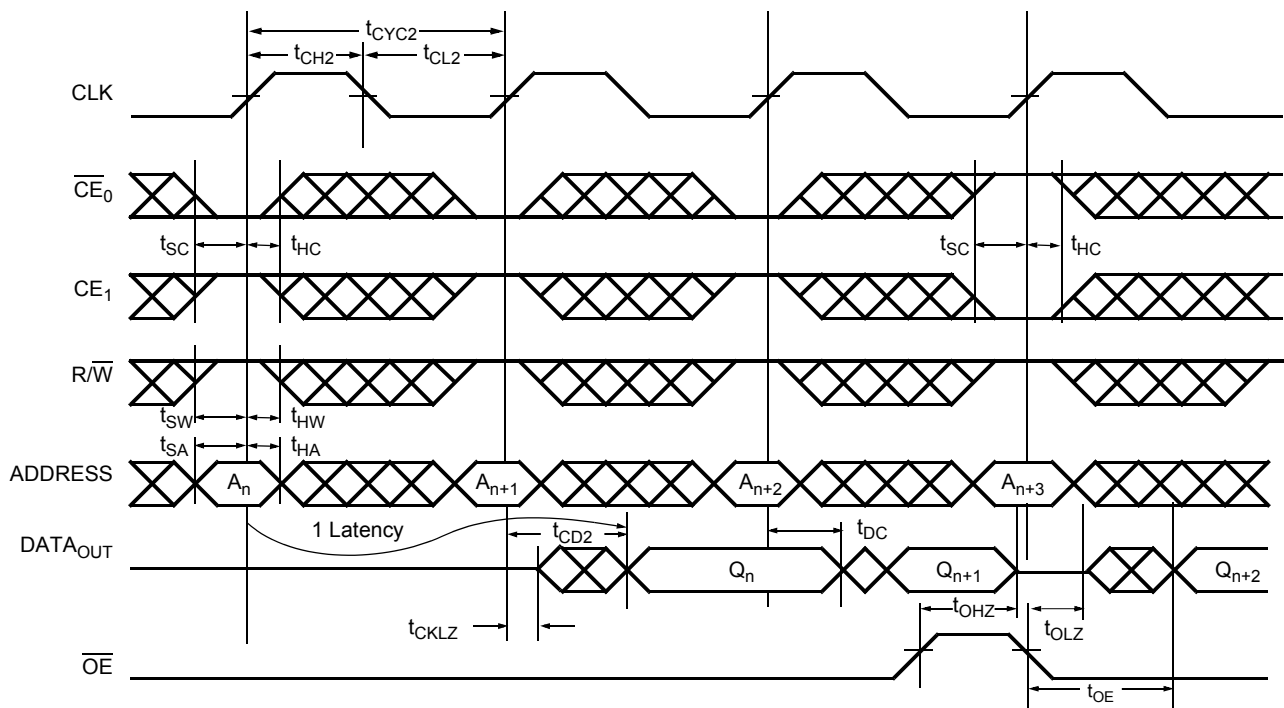 tCYC2
tCH2
tCL2
CLK
CE0
tSC
tHC
tSC
tHC
CE1
R/W
tSW
tHW
tSA
tHA
ADDRESS
An
An+1
An+2
An+3
1 Latency
tCD2
tDC
DATAOUT
Qn
Qn+1
Qn+2
tOHZ
tOLZ
tCKLZ
OE
tOE